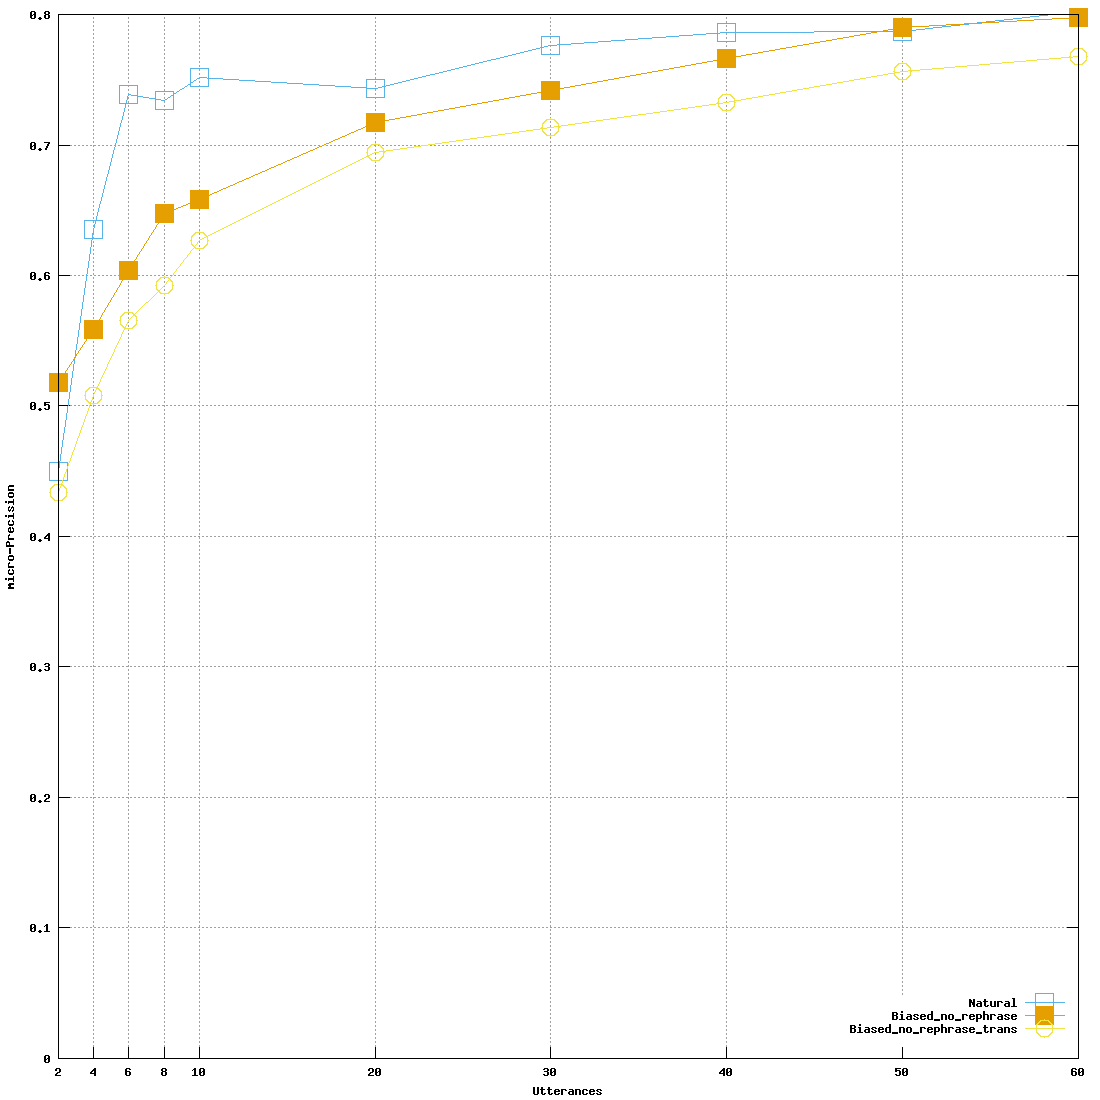 0.8
0.7
0.6
0.5
0.4
0.3
0.2
0.1
0
micro-Precision
Natural
Biased_no_rephrase
Biased_no_rephrase_trans
2 4 6 8 10 20 30 40 50 60
Utterances